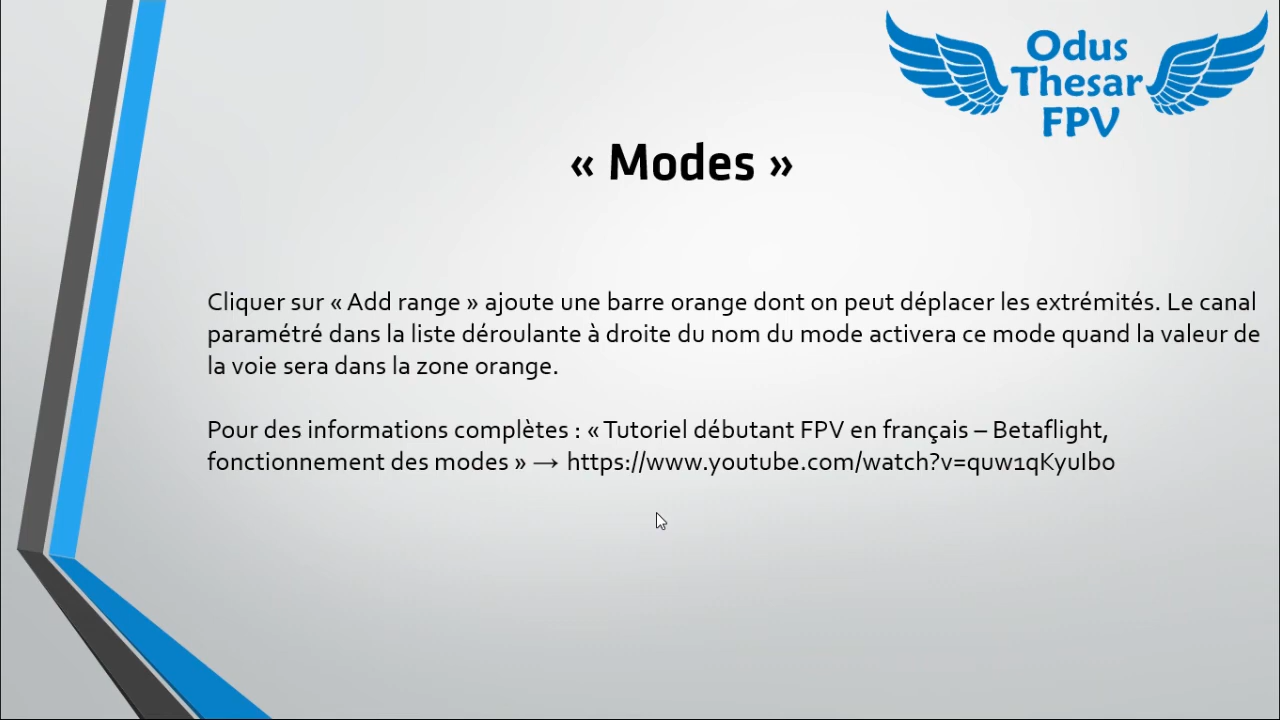 Odus
Thesar
FPV
« Modes »
Cliquer sur « Add range » ajoute une barre orange dont on peut déplacer les extrémités. Le canal
paramétré dans la liste déroulante à droite du nom du mode activera ce mode quand la valeur de
la voie sera dans la zone orange.
Pour des informations complètes : « Tutoriel débutant FPV en français – Betaflight,
fonctionnement des modes » → https://www.youtube.com/watch?v=quw1qKyuIbo